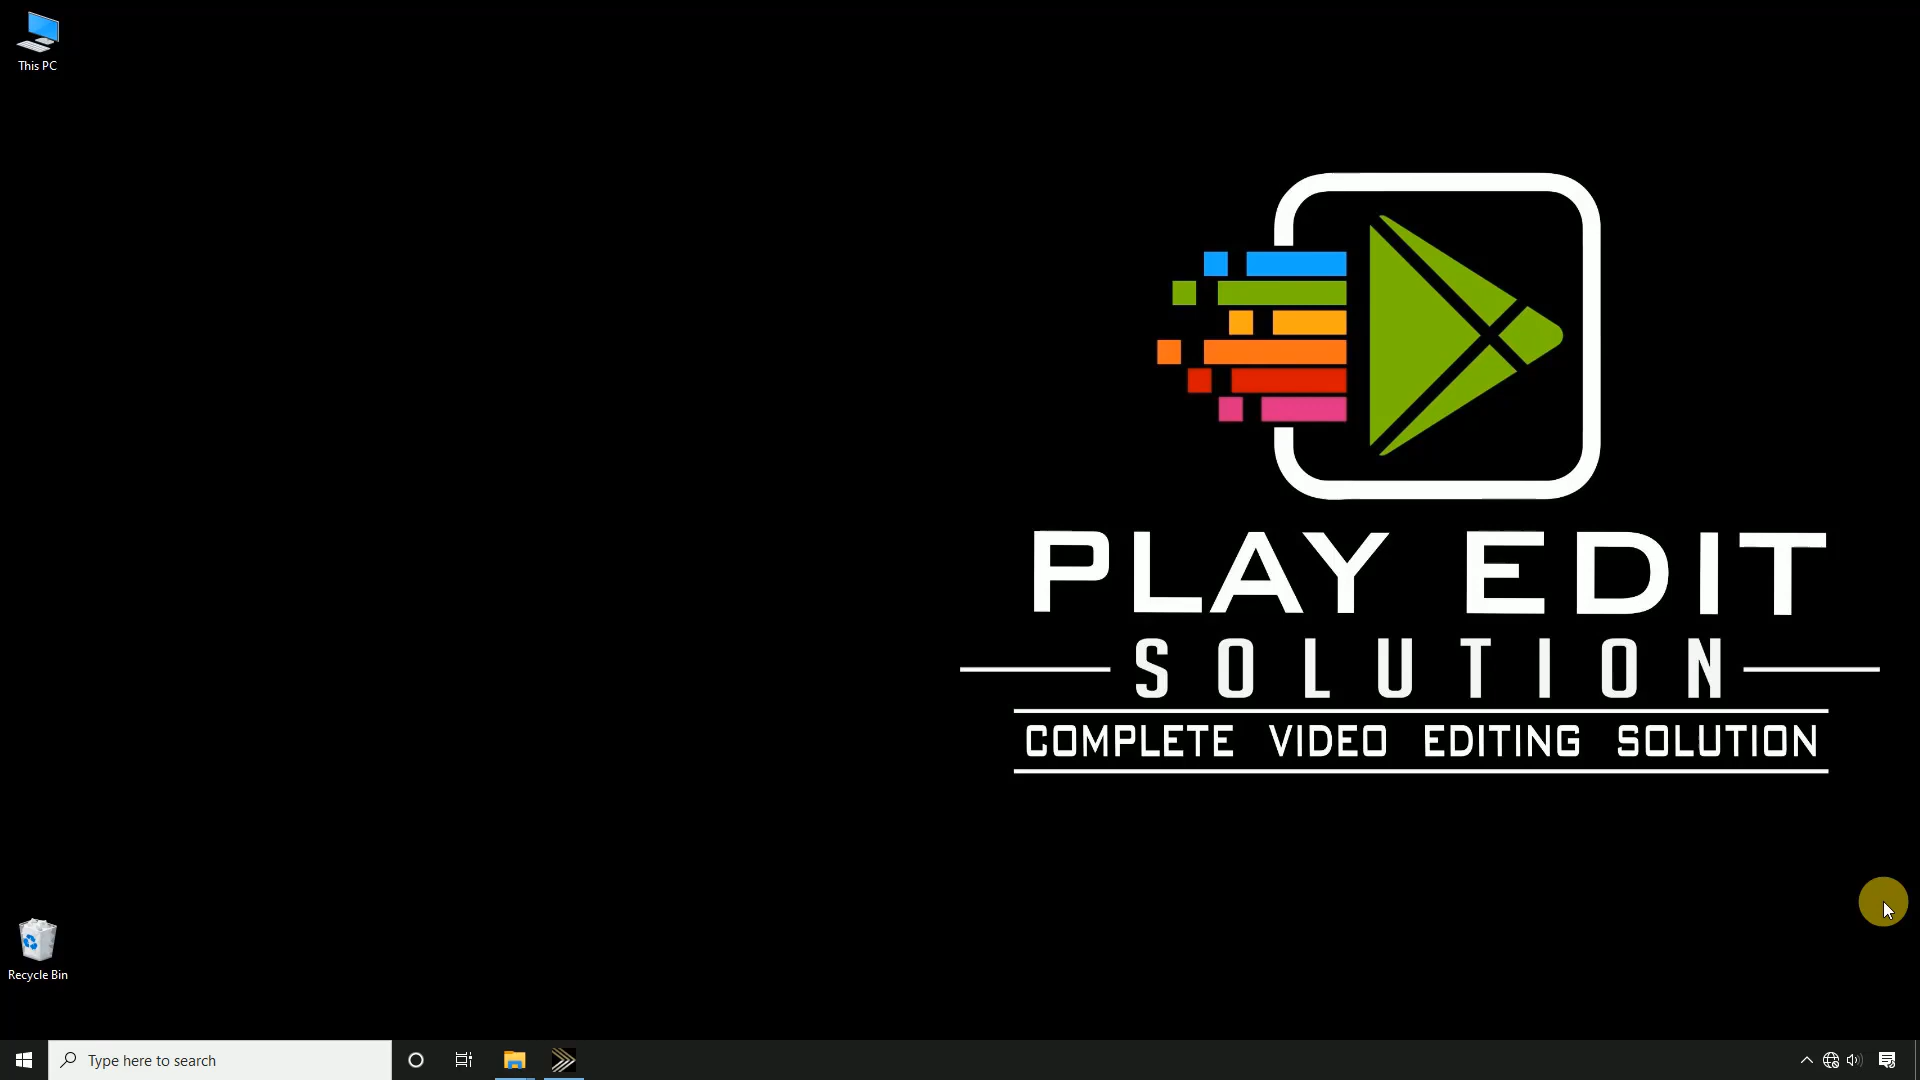 This PC
PLAY EDIT
SOLUTION
COMPLETE VIDEO EDITING SOLUTION
Recycle Bin
Type here to search